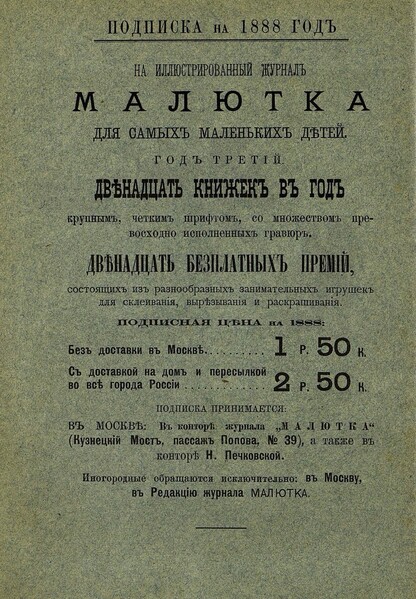 ПОДПИСКА на 1888 ГОДЪ
НА ИЛЛЮСТРИРОВАННЫЙ ЖУРНАЛЪ
МАЛЮТКА
ДЛЯ САМЫХЪ МАЛЕНЬКИХЪ ДѢТЕЙ.
ГОДЪ ТРЕТІЙ.
ДВѢНАДЦАТЬ КНИЖЕКЪ ВЪ ГОДЪ
крупнымъ, четкимъ шрифтомъ, со множествомъ пре-
восходно исполненныхъ гравюръ.
ДВѢНАДЦАТЬ БЕЗПЛАТНЫХЪ ПРЕМІЙ,
состоящихъ изъ разнообразныхъ занимательныхъ игрушекъ
для склеиванія, вырѣзыванія и раскрашиванія.
ПОДПИСНАЯ ЦѢНА на 1888:
Безъ доставки въ Москвѣ.......... 1 Р. 50 к.
Съ доставкой на домъ и пересылкой
во всѣ города Россіи ............. 2 Р. 50 к.
ПОДПИСКА ПРИНИМАЕТСЯ:
ВЪ МОСКВѢ: Въ конторѣ журнала „МАЛЮТКА“
(Кузнецкій Мостъ, пассажъ Попова, № 39), а также въ
конторѣ Н. Печковской.
Иногородные обращаются исключительно: въ Москву,
въ Редакцію журнала МАЛЮТКА.